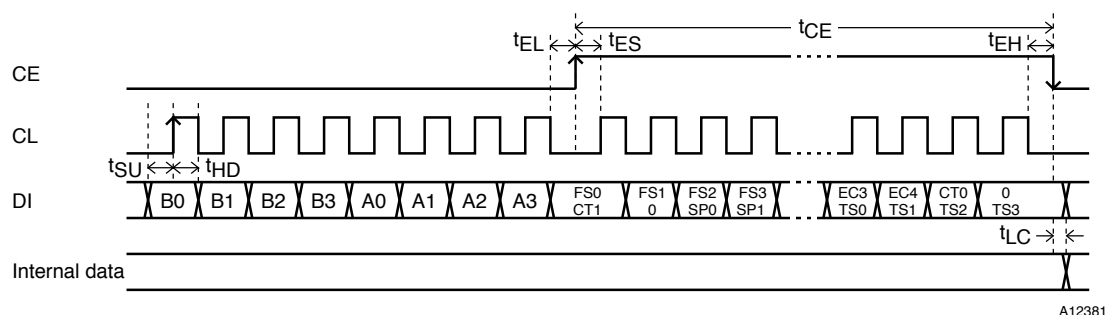 tCE
tEL tES tEH
CE
CL
tSU tHD
DI B0 B1 B2 B3 A0 A1 A2 A3 FS0 FS1 FS2 FS3 EC3 EC4 CT0 0
CT1 0 SP0 SP1 TS0 TS1 TS2 TS3
tLC
Internal data
A12381